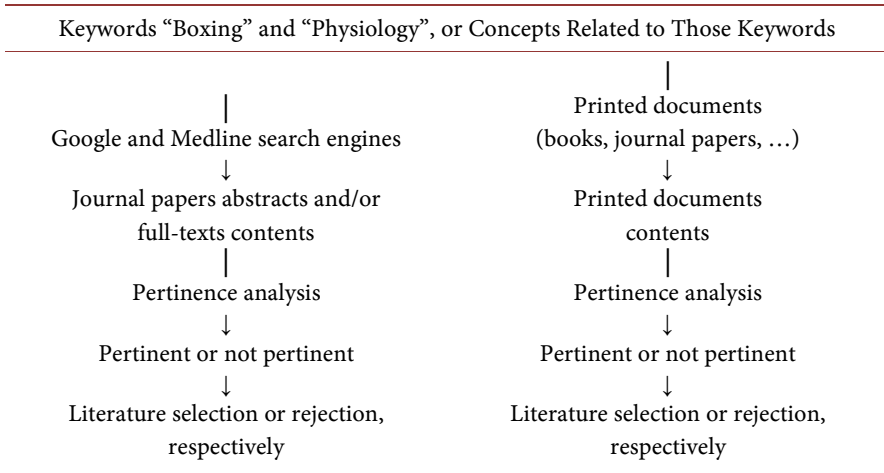 Keywords “Boxing” and “Physiology”, or Concepts Related to Those Keywords
|
Google and Medline search engines
↓
Journal papers abstracts and/or
full-texts contents
|
Pertinence analysis
↓
Pertinent or not pertinent
↓
Literature selection or rejection,
respectively
|
Printed documents
(books, journal papers, …)
↓
Printed documents
contents
|
Pertinence analysis
↓
Pertinent or not pertinent
↓
Literature selection or rejection,
respectively